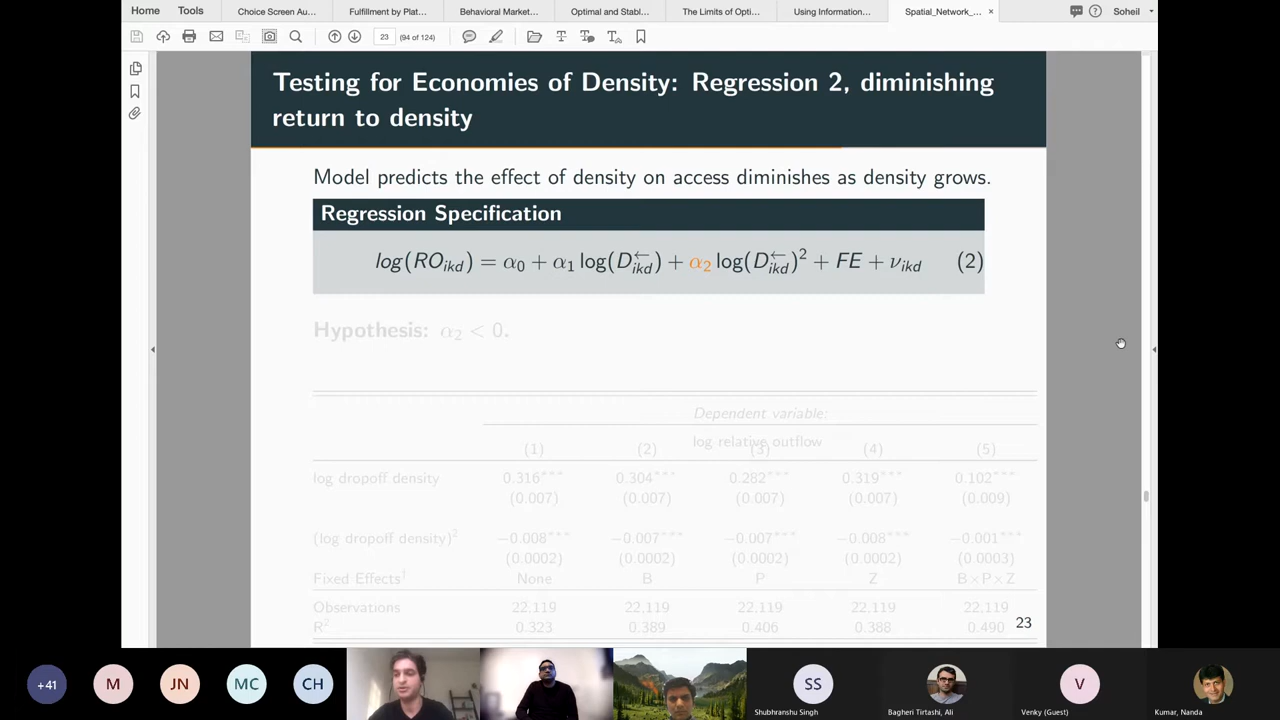 Home Tools Choice Screen Au... Fulfillment by Plat... Behavioral Market... Optimal and Stabl... The Limits of Opti... Using Information... Spatial_Network_... × Soheil
23 (94 of 124)
Testing for Economies of Density: Regression 2, diminishing
return to density
Model predicts the effect of density on access diminishes as density grows.
Regression Specification
log(RO_ikd) = α₀ + α₁ log(D←_ikd) + α₂ log(D←_ikd)² + FE + ν_ikd (2)
Hypothesis: α₂ < 0.
Dependent variable:
log relative outflow
(1) (2) (3) (4) (5)
log dropoff density 0.316*** 0.304*** 0.282*** 0.319*** 0.102***
(0.007) (0.007) (0.007) (0.007) (0.009)
(log dropoff density)² −0.008*** −0.007*** −0.007*** −0.008*** −0.001***
(0.0002) (0.0002) (0.0002) (0.0002) (0.0003)
Fixed Effects† None B P Z B×P×Z
Observations 22,119 22,119 22,119 22,119 22,119
R² 0.323 0.389 0.406 0.388 0.490
23
+41 M JN MC CH SS V
Shubhranshu Singh Bagheri Tirtashi, Ali Venky (Guest) Kumar, Nanda